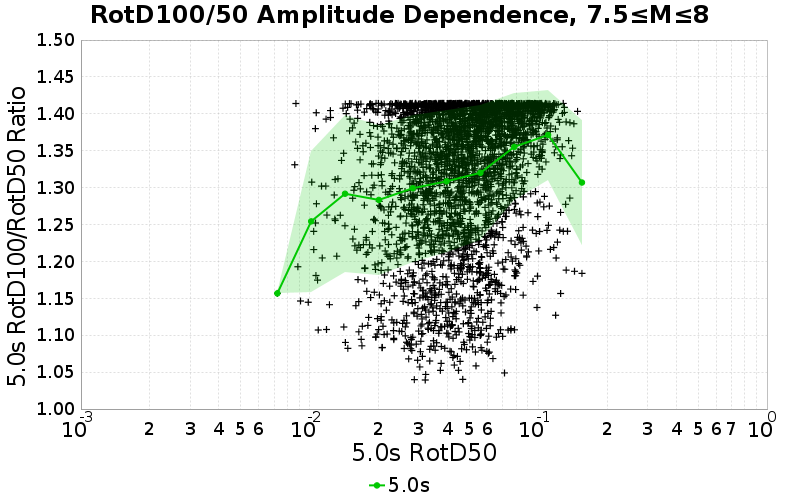 RotD100/50 Amplitude Dependence, 7.5≤M≤8
5.0s RotD100/RotD50 Ratio
1.50
1.45
1.40
1.35
1.30
1.25
1.20
1.15
1.10
1.05
1.00
10^-3 2 3 4 5 6 10^-2 2 3 4 5 6 10^-1 2 3 4 5 6 7 10^0
5.0s RotD50
5.0s